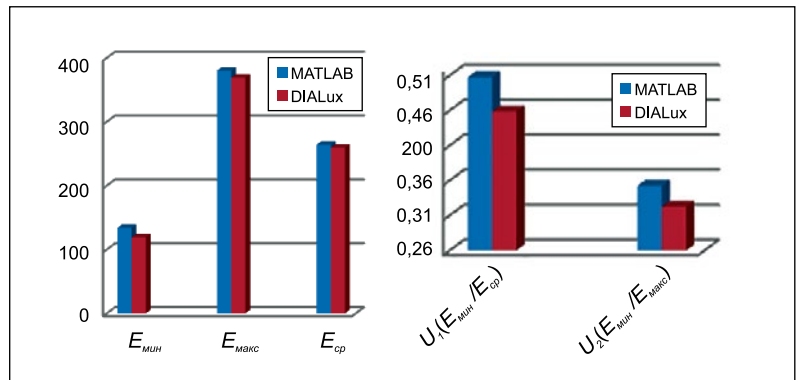 400
300
200
100
0
MATLAB
DIALux
Eмин
Eмакс
Eср
0,51
0,46
200
0,36
0,31
0,26
MATLAB
DIALux
U₁(Eмин/Eср)
U₂(Eмин/Eмакс)